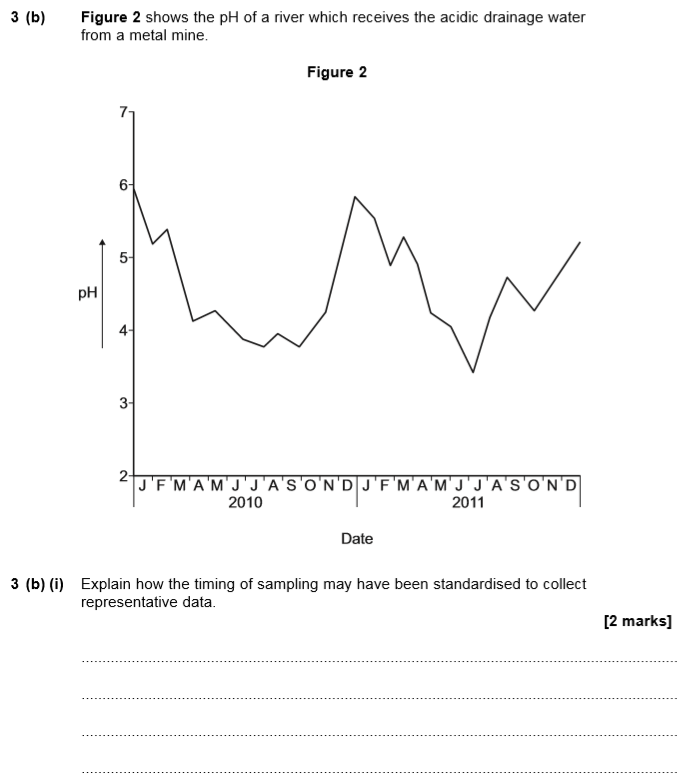 3 (b) Figure 2 shows the pH of a river which receives the acidic drainage water
from a metal mine.
Figure 2
7
6
5
pH
4
3
2
J F M A M J J A S O N D J F M A M J J A S O N D
2010 2011
Date
3 (b) (i) Explain how the timing of sampling may have been standardised to collect
representative data.
[2 marks]